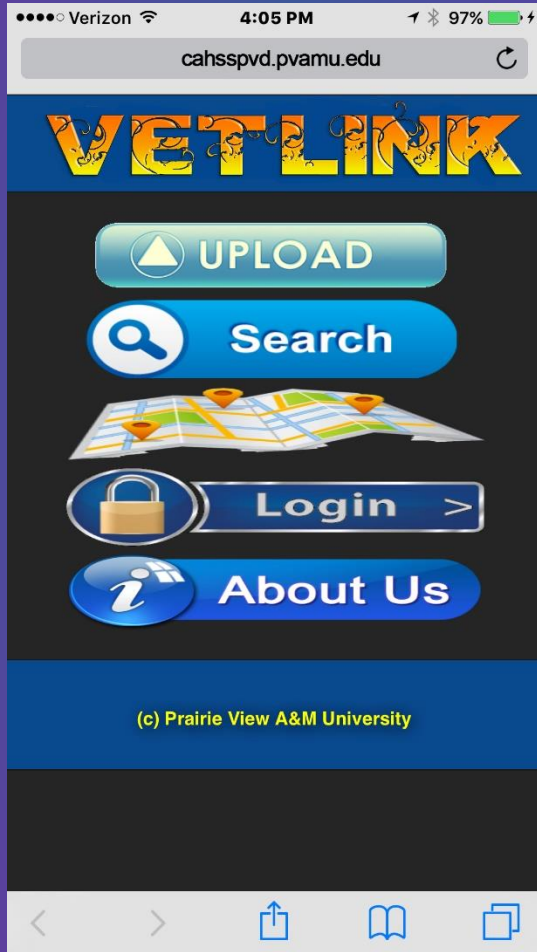 Verizon 4:05 PM 97%
cahsspvd.pvamu.edu
VETLINK
UPLOAD
Search
Login >
i About Us
(c) Prairie View A&M University